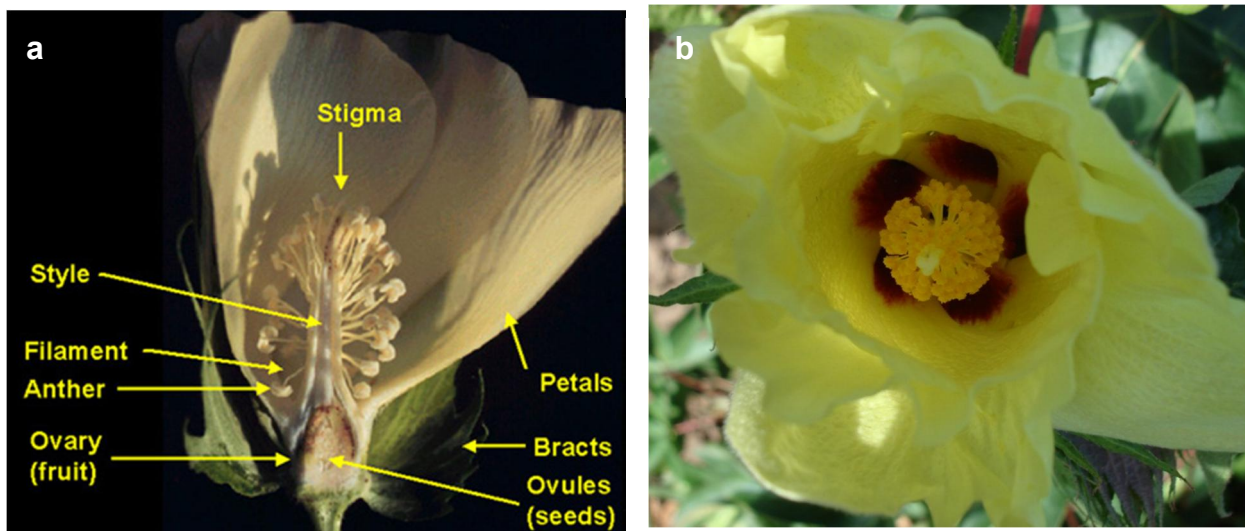 a
b
Stigma
Style
Filament
Anther
Petals
Ovary
(fruit)
Bracts
Ovules
(seeds)